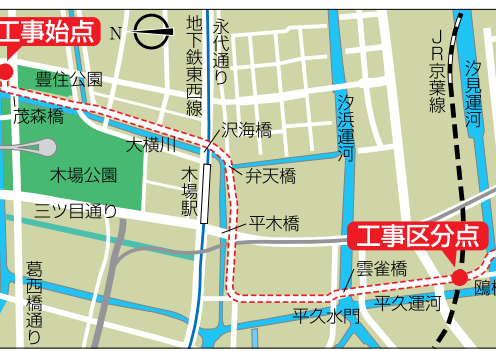 工事始点
N
地下鉄東西線
永代通り
JR京葉線
汐見運河
豊住公園
茂森橋
汐浜運河
沢海橋
大横川
木場公園
木場駅
弁天橋
三ツ目通り
平木橋
工事区分点
葛西橋通り
雲雀橋
平久運河
平久水門